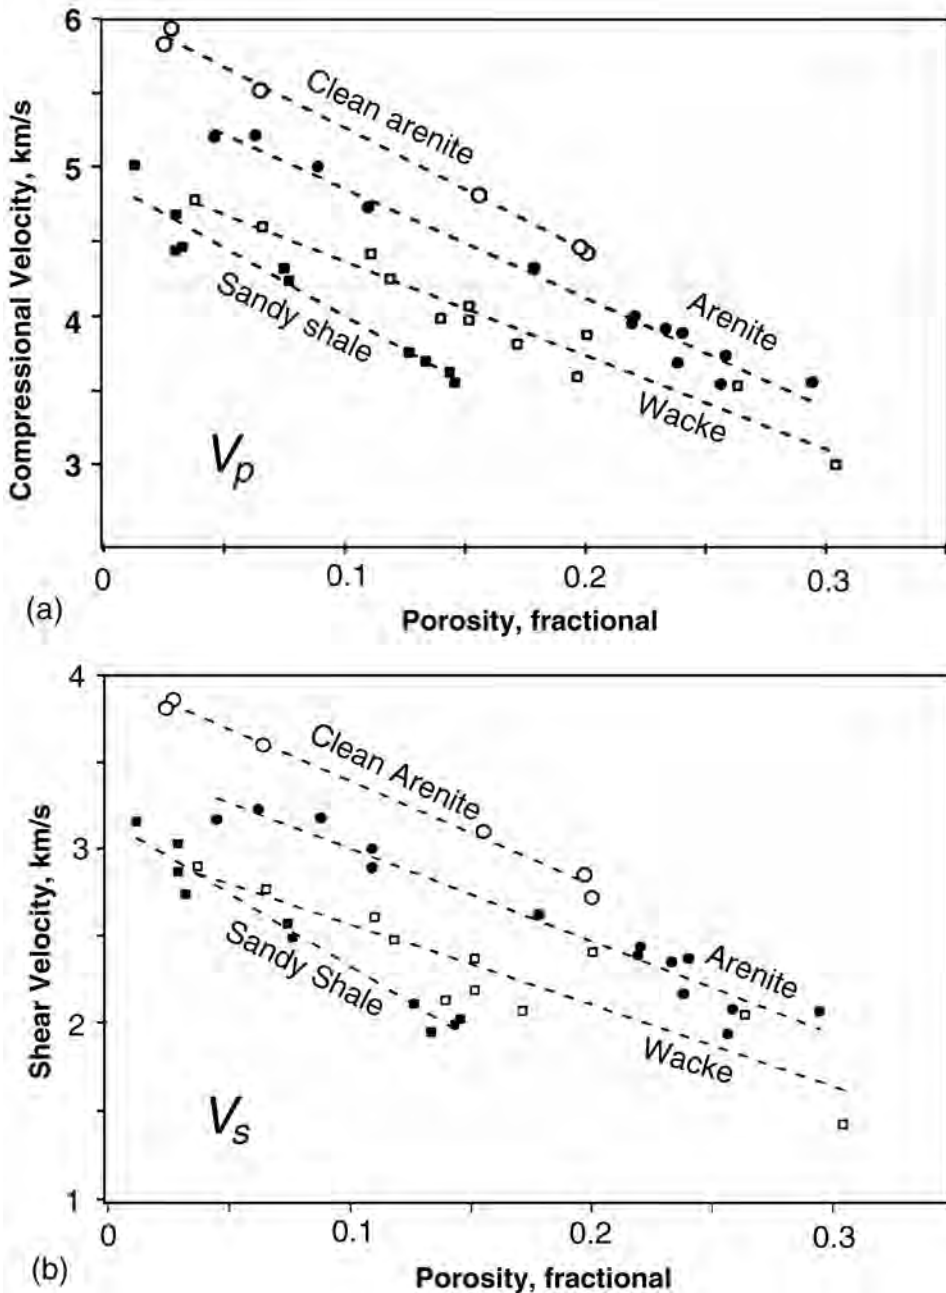 6
Clean arenite
5
Compressional Velocity, km/s
Sandy shale
4
Arenite
Wacke
3
Vp
0
0.1
0.2
0.3
(a)
Porosity, fractional
4
Clean Arenite
Shear Velocity, km/s
3
Sandy Shale
Arenite
2
Wacke
Vs
1
0
0.1
0.2
0.3
(b)
Porosity, fractional